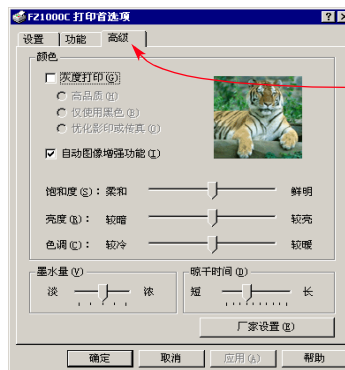 FZ1000C 打印首选项
设置 功能 高级
颜色
灰度打印(G)
高品质(H)
仅使用黑色(B)
优化影印或传真(O)
自动图像增强功能(I)
饱和度(S)：柔和 鲜明
亮度(R)： 较暗 较亮
色调(C)： 较冷 较暖
墨水量(V) 晾干时间(D)
淡 浓 短 长
厂家设置(E)
确定 取消 应用(A) 帮助